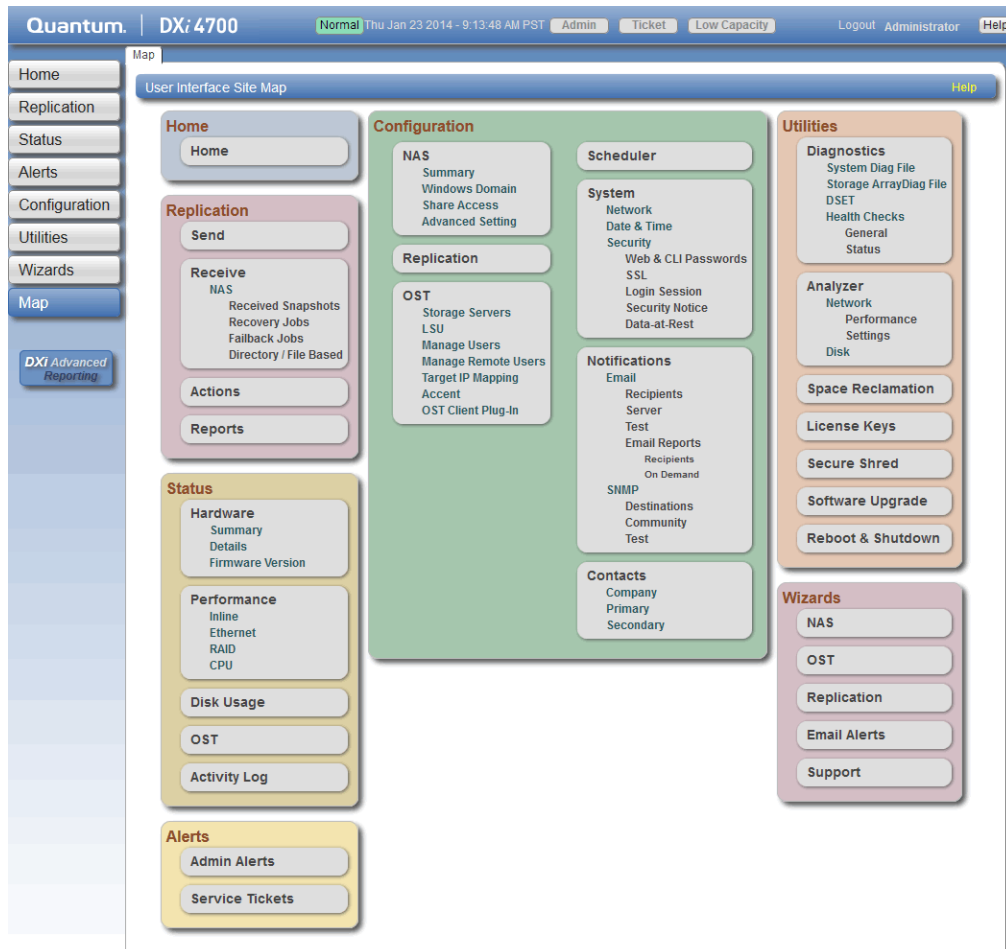 Quantum. DXi 4700 Normal Thu Jan 23 2014 - 9:13:48 AM PST Admin Ticket Low Capacity Logout Administrator Help
Map
Home
Replication
Status
Alerts
Configuration
Utilities
Wizards
Map
DXi Advanced
Reporting
User Interface Site Map Help
Home
Home
Replication
Send
Receive
NAS
Received Snapshots
Recovery Jobs
Failback Jobs
Directory / File Based
Actions
Reports
Status
Hardware
Summary
Details
Firmware Version
Performance
Inline
Ethernet
RAID
CPU
Disk Usage
OST
Activity Log
Alerts
Admin Alerts
Service Tickets
Configuration
NAS
Summary
Windows Domain
Share Access
Advanced Setting
Replication
OST
Storage Servers
LSU
Manage Users
Manage Remote Users
Target IP Mapping
Accent
OST Client Plug-In
Scheduler
System
Network
Date & Time
Security
Web & CLI Passwords
SSL
Login Session
Security Notice
Data-at-Rest
Notifications
Email
Recipients
Server
Test
Email Reports
Recipients
On Demand
SNMP
Destinations
Community
Test
Contacts
Company
Primary
Secondary
Utilities
Diagnostics
System Diag File
Storage ArrayDiag File
DSET
Health Checks
General
Status
Analyzer
Network
Performance
Settings
Disk
Space Reclamation
License Keys
Secure Shred
Software Upgrade
Reboot & Shutdown
Wizards
NAS
OST
Replication
Email Alerts
Support